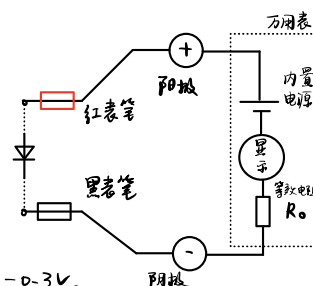 万用表
+
阳极
内置
电源
红表笔
显
示
等效电阻
R₀
黑表笔
-
阴极
-0.3V.